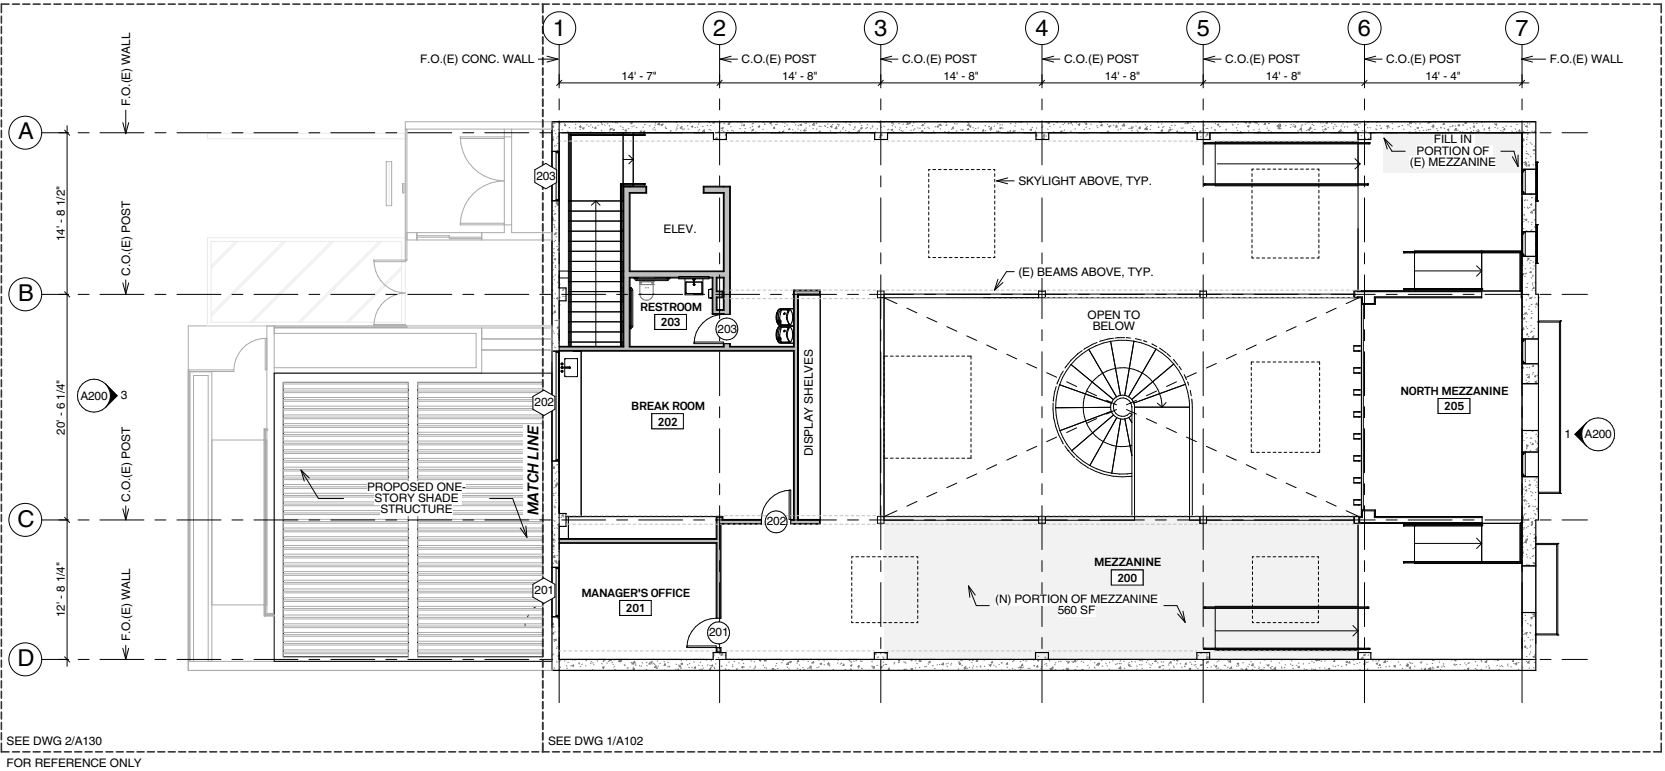 1 2 3 4 5 6 7
F.O.(E) CONC. WALL
C.O.(E) POST
C.O.(E) POST
C.O.(E) POST
C.O.(E) POST
C.O.(E) POST
F.O.(E) WALL
14' - 7"
14' - 8"
14' - 8"
14' - 8"
14' - 8"
14' - 4"
A
F.O.(E) WALL
14' - 8 1/2"
C.O.(E) POST
B
20' - 6 1/4"
C.O.(E) POST
C
12' - 8 1/4"
F.O.(E) WALL
D
A200
3
203
202
201
MATCH LINE
PROPOSED ONE-
STORY SHADE
STRUCTURE
ELEV.
RESTROOM
203
203
BREAK ROOM
202
202
DISPLAY SHELVES
MANAGER'S OFFICE
201
201
SKYLIGHT ABOVE, TYP.
(E) BEAMS ABOVE, TYP.
OPEN TO
BELOW
FILL IN
PORTION OF
(E) MEZZANINE
NORTH MEZZANINE
205
1
A200
MEZZANINE
200
(N) PORTION OF MEZZANINE
560 SF
SEE DWG 2/A130
SEE DWG 1/A102
FOR REFERENCE ONLY